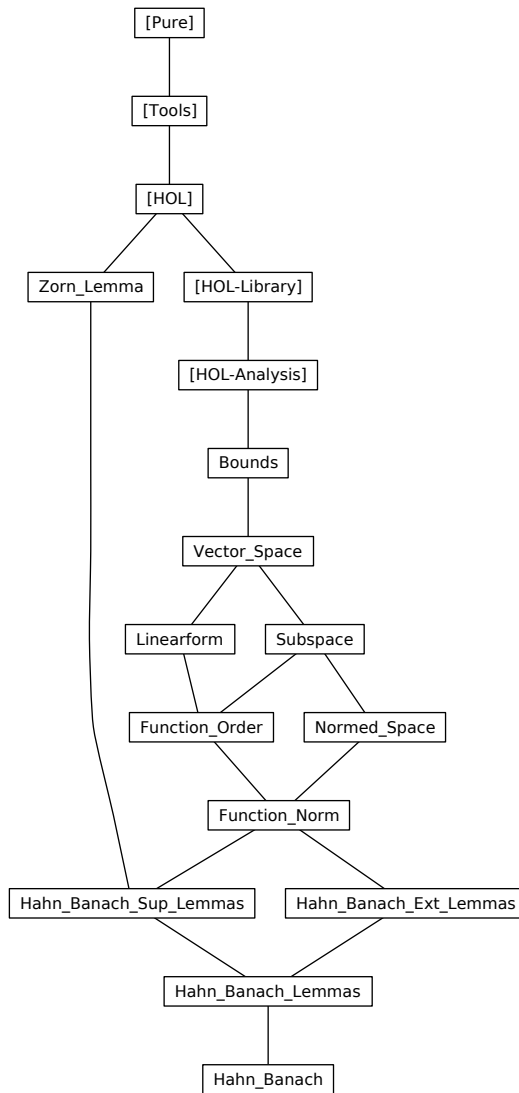 [Pure]
[Tools]
[HOL]
Zorn_Lemma
[HOL-Library]
[HOL-Analysis]
Bounds
Vector_Space
Linearform
Subspace
Function_Order
Normed_Space
Function_Norm
Hahn_Banach_Sup_Lemmas
Hahn_Banach_Ext_Lemmas
Hahn_Banach_Lemmas
Hahn_Banach